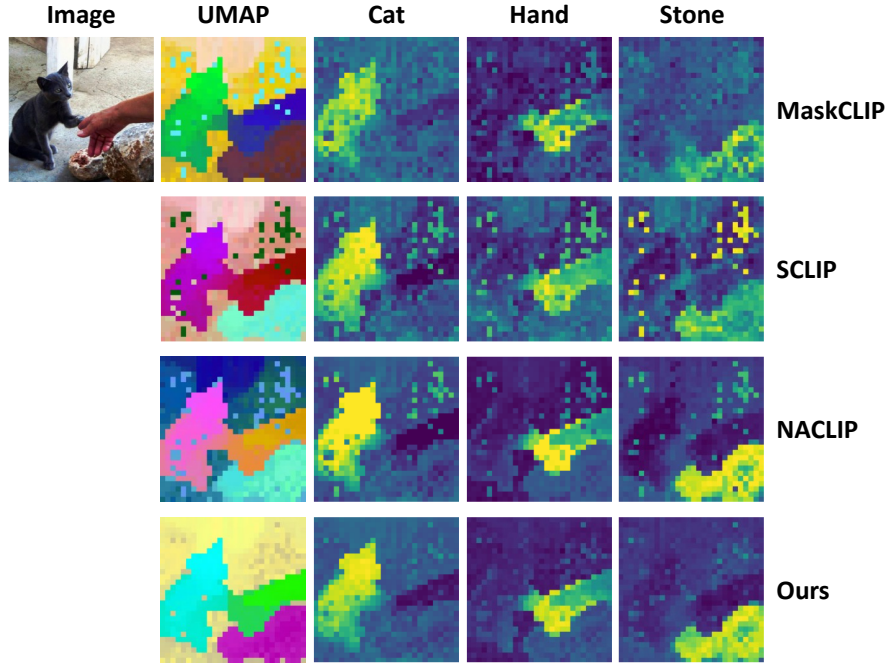 Image UMAP Cat Hand Stone
MaskCLIP
SCLIP
NACLIP
Ours